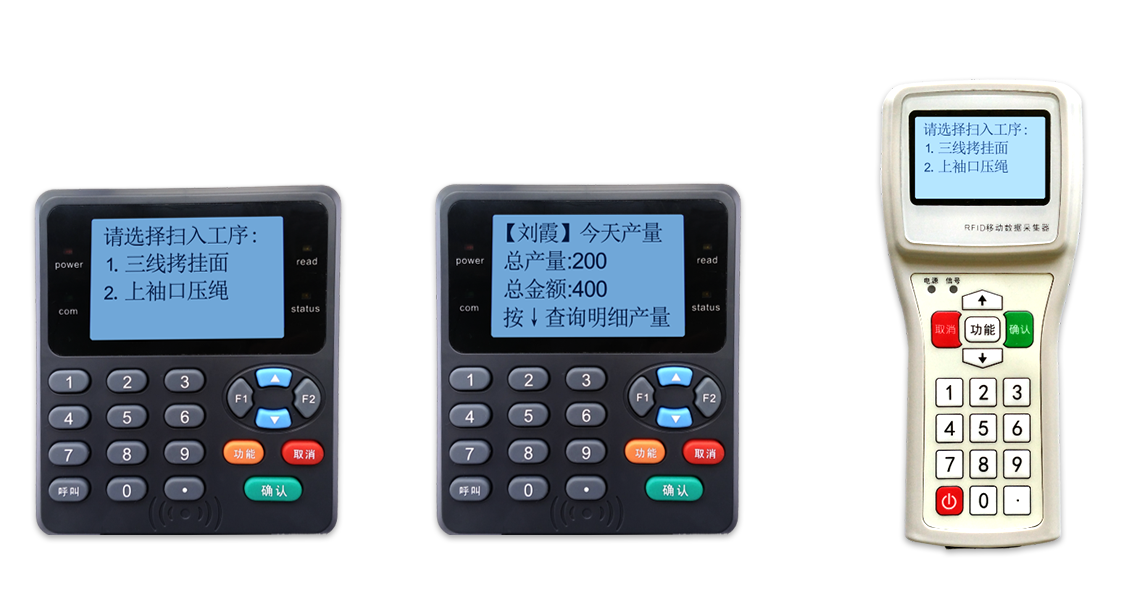 请选择扫入工序:
1. 三线拷挂面
2. 上袖口压绳
power
read
com
status
1 2 3
4 5 6
7 8 9
呼叫 0 ·
F1 F2
功能 取消
确认
【刘霞】今天产量
总产量:200
总金额:400
按↓查询明细产量
power
read
com
status
1 2 3
4 5 6
7 8 9
呼叫 0 ·
F1 F2
功能 取消
确认
请选择扫入工序:
1. 三线拷挂面
2. 上袖口压绳
RFID移动数据采集器
电源 信号
取消 功能 确认
1 2 3
4 5 6
7 8 9
0 ·